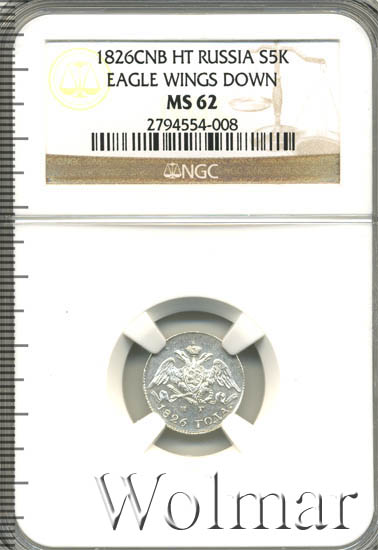 1826CNB HT RUSSIA S5K
EAGLE WINGS DOWN
MS 62
2794554-008
NGC
1826 ГОДА.
Wolmar